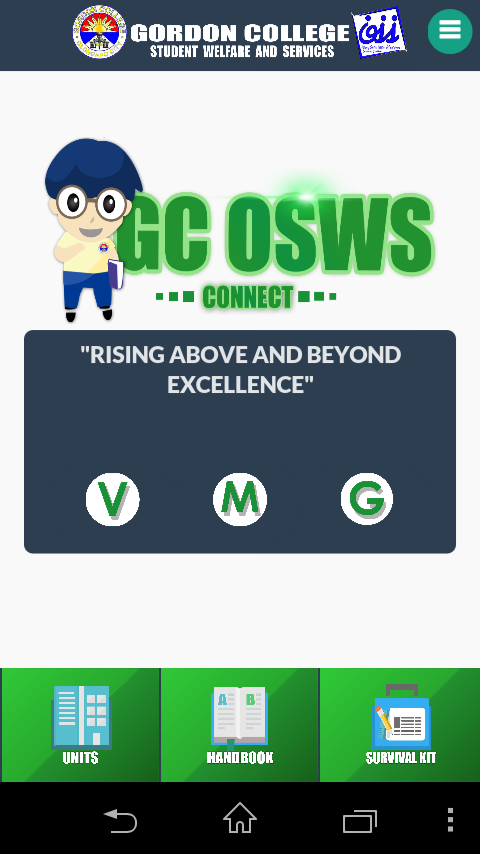 GORDON COLLEGE
STUDENT WELFARE AND SERVICES
GC OSWS
CONNECT
"RISING ABOVE AND BEYOND
EXCELLENCE"
V M G
A B
UNITS HANDBOOK SURVIVAL KIT